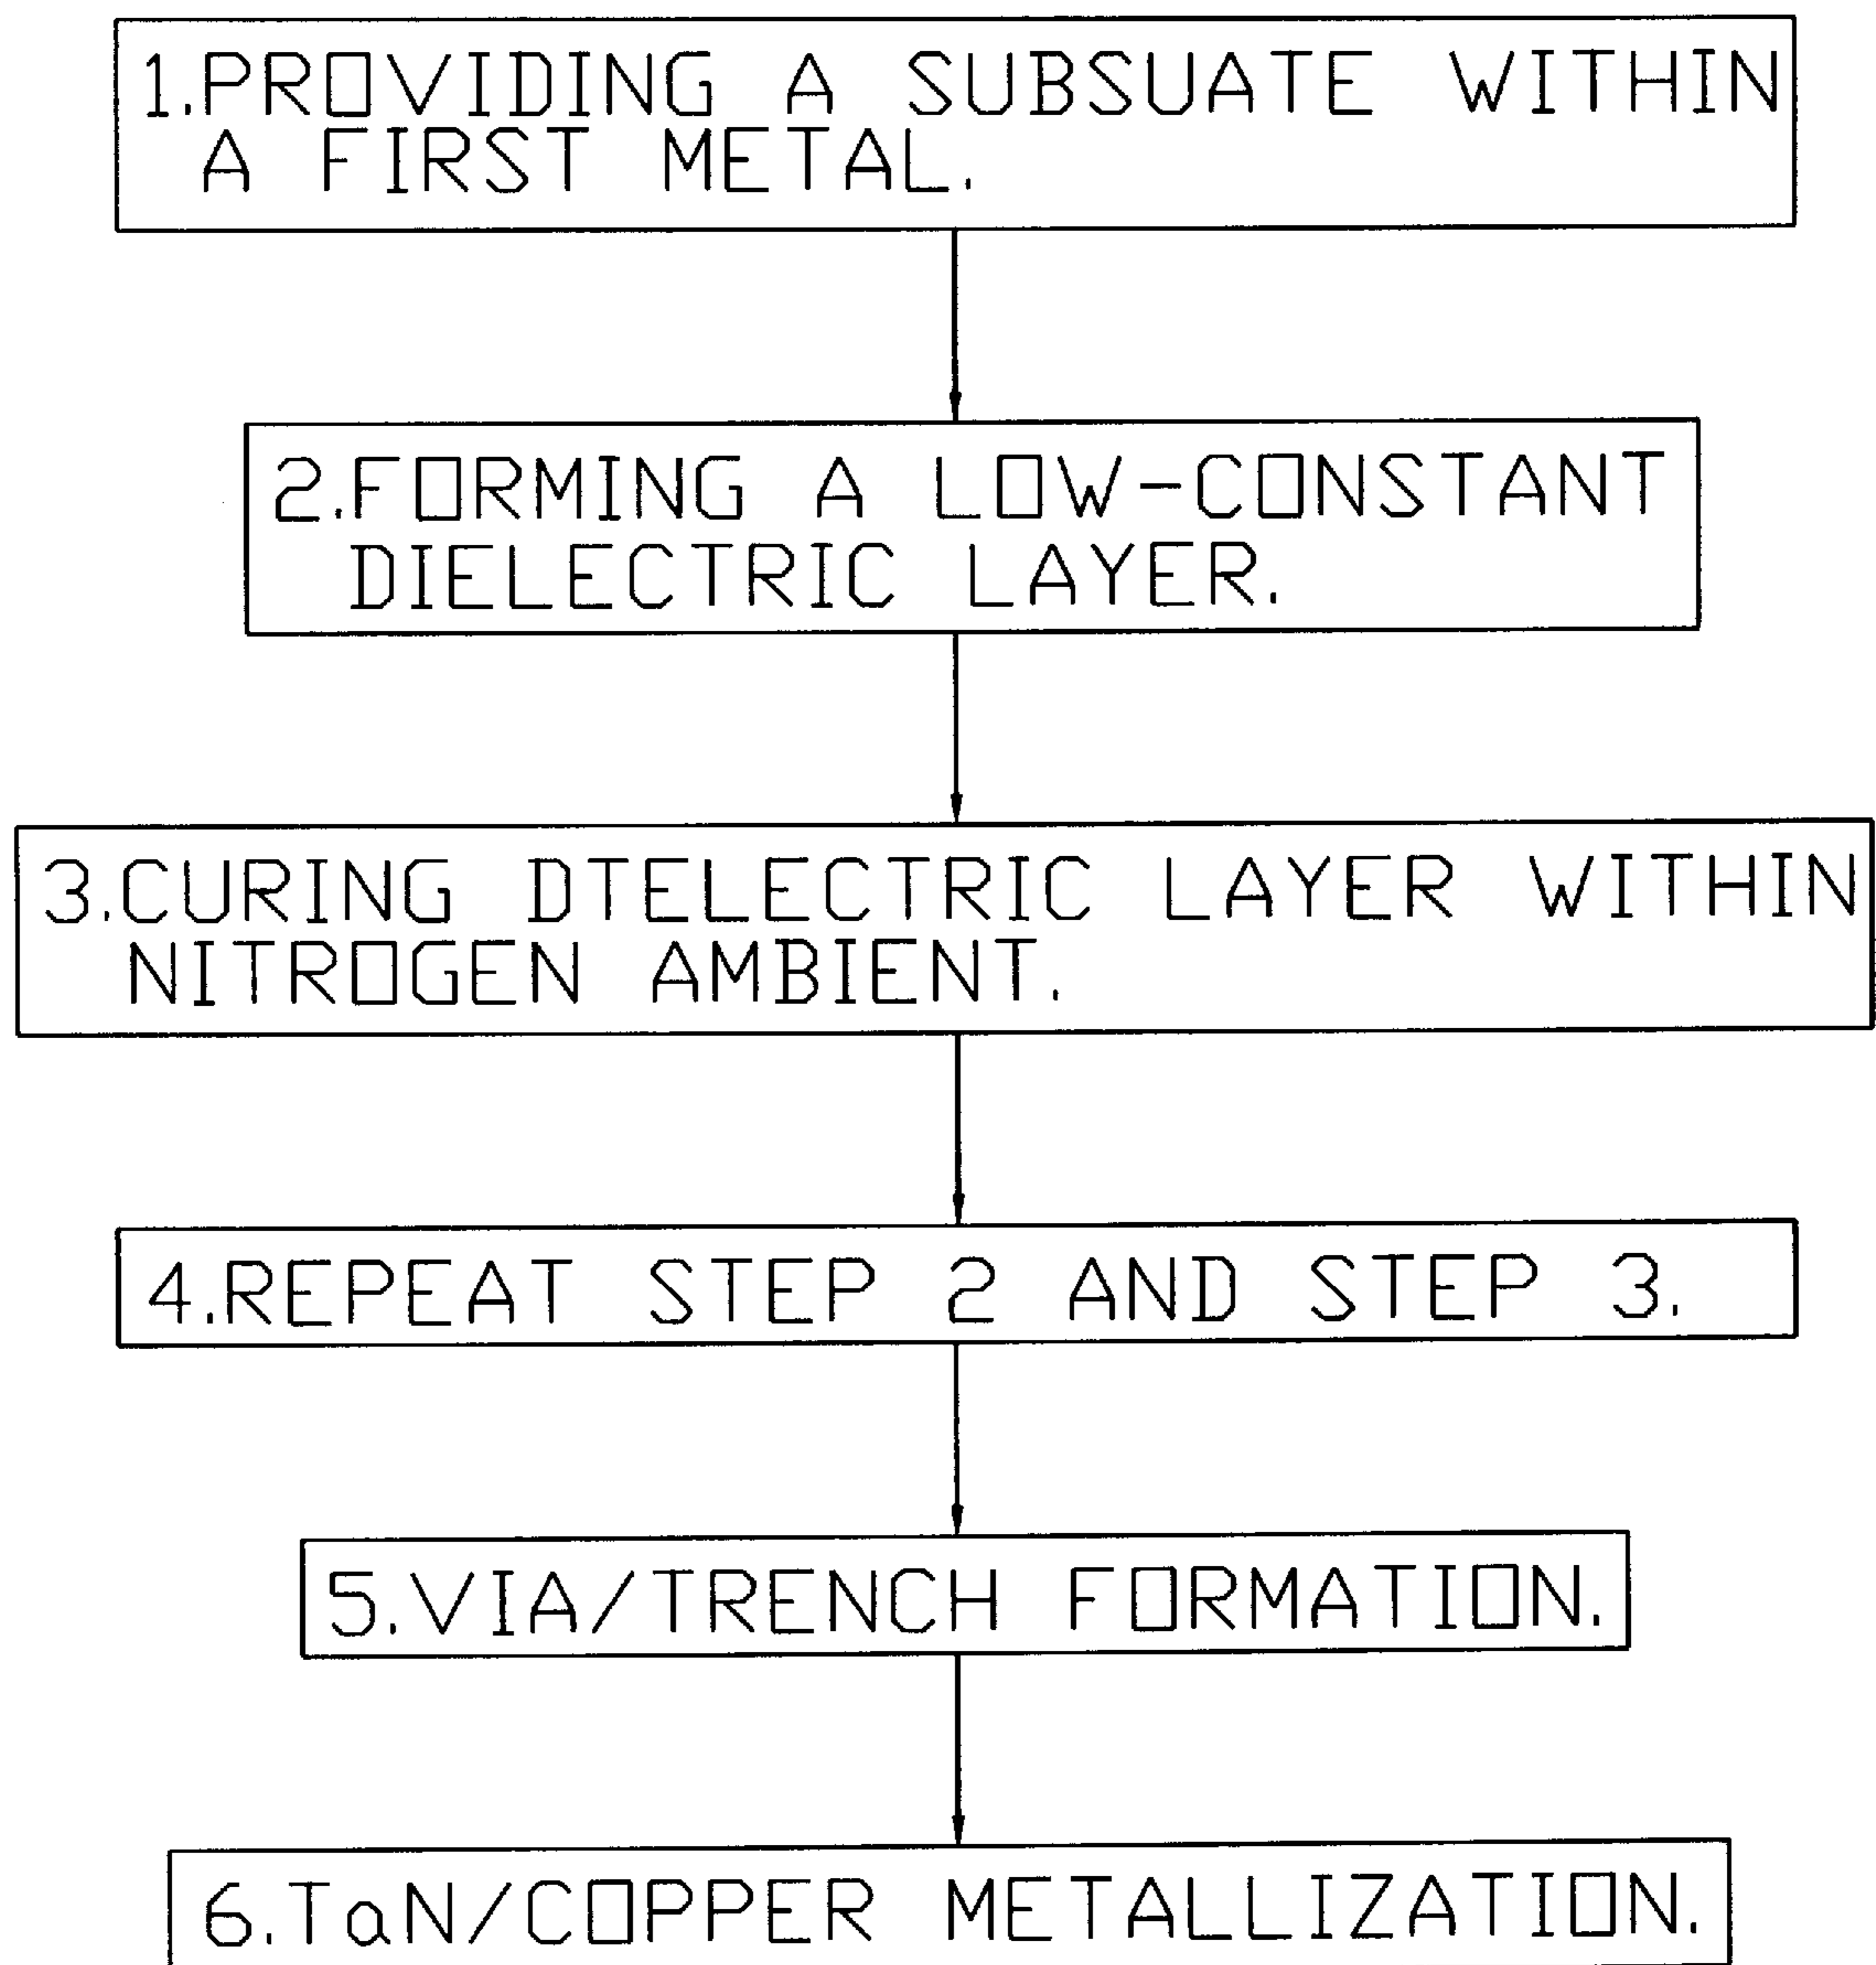 1.PROVIDING A SUBSUATE WITHIN
A FIRST METAL.
2.FORMING A LOW-CONSTANT
DIELECTRIC LAYER.
3.CURING DTELECTRIC LAYER WITHIN
NITROGEN AMBIENT.
4.REPEAT STEP 2 AND STEP 3.
5.VIA/TRENCH FORMATION.
6.TaN/COPPER METALLIZATION.